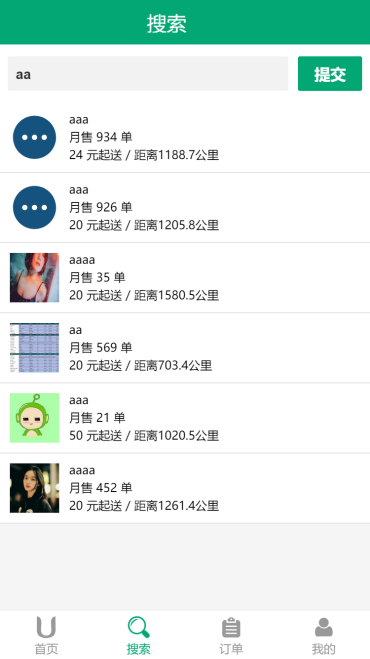 搜索
aa
提交
aaa
月售 934 单
24 元起送 / 距离1188.7公里
aaa
月售 926 单
20 元起送 / 距离1205.8公里
aaaa
月售 35 单
20 元起送 / 距离1580.5公里
aa
月售 569 单
20 元起送 / 距离703.4公里
aaa
月售 21 单
50 元起送 / 距离1020.5公里
aaaa
月售 452 单
20 元起送 / 距离1261.4公里
首页
搜索
订单
我的